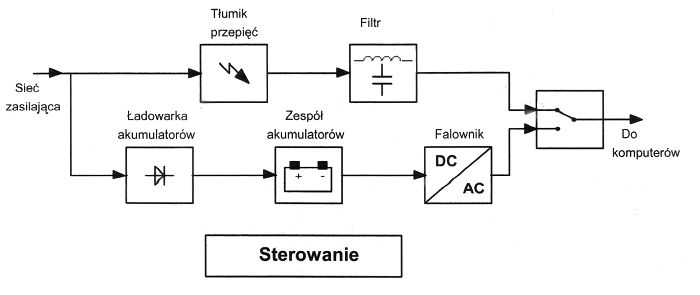 Tłumik
przepięć
Filtr
Sieć
zasilająca
Ładowarka
akumulatorów
Zespół
akumulatorów
Falownik
+ -
DC
AC
Do
komputerów
Sterowanie